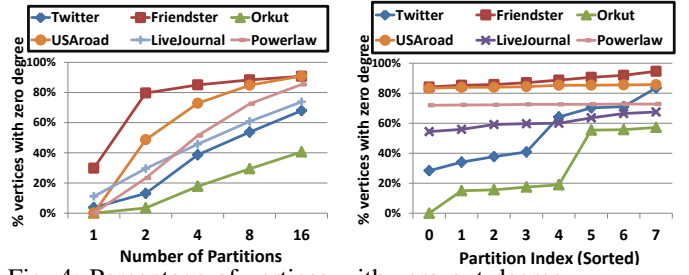 Twitter Friendster Orkut
USAroad LiveJournal Powerlaw
% vertices with zero degree
100%
80%
60%
40%
20%
0%
1 2 4 8 16
Number of Partitions
Twitter Friendster Orkut
USAroad LiveJournal Powerlaw
% vertices with zero degree
100%
80%
60%
40%
20%
0%
0 1 2 3 4 5 6 7
Partition Index (Sorted)